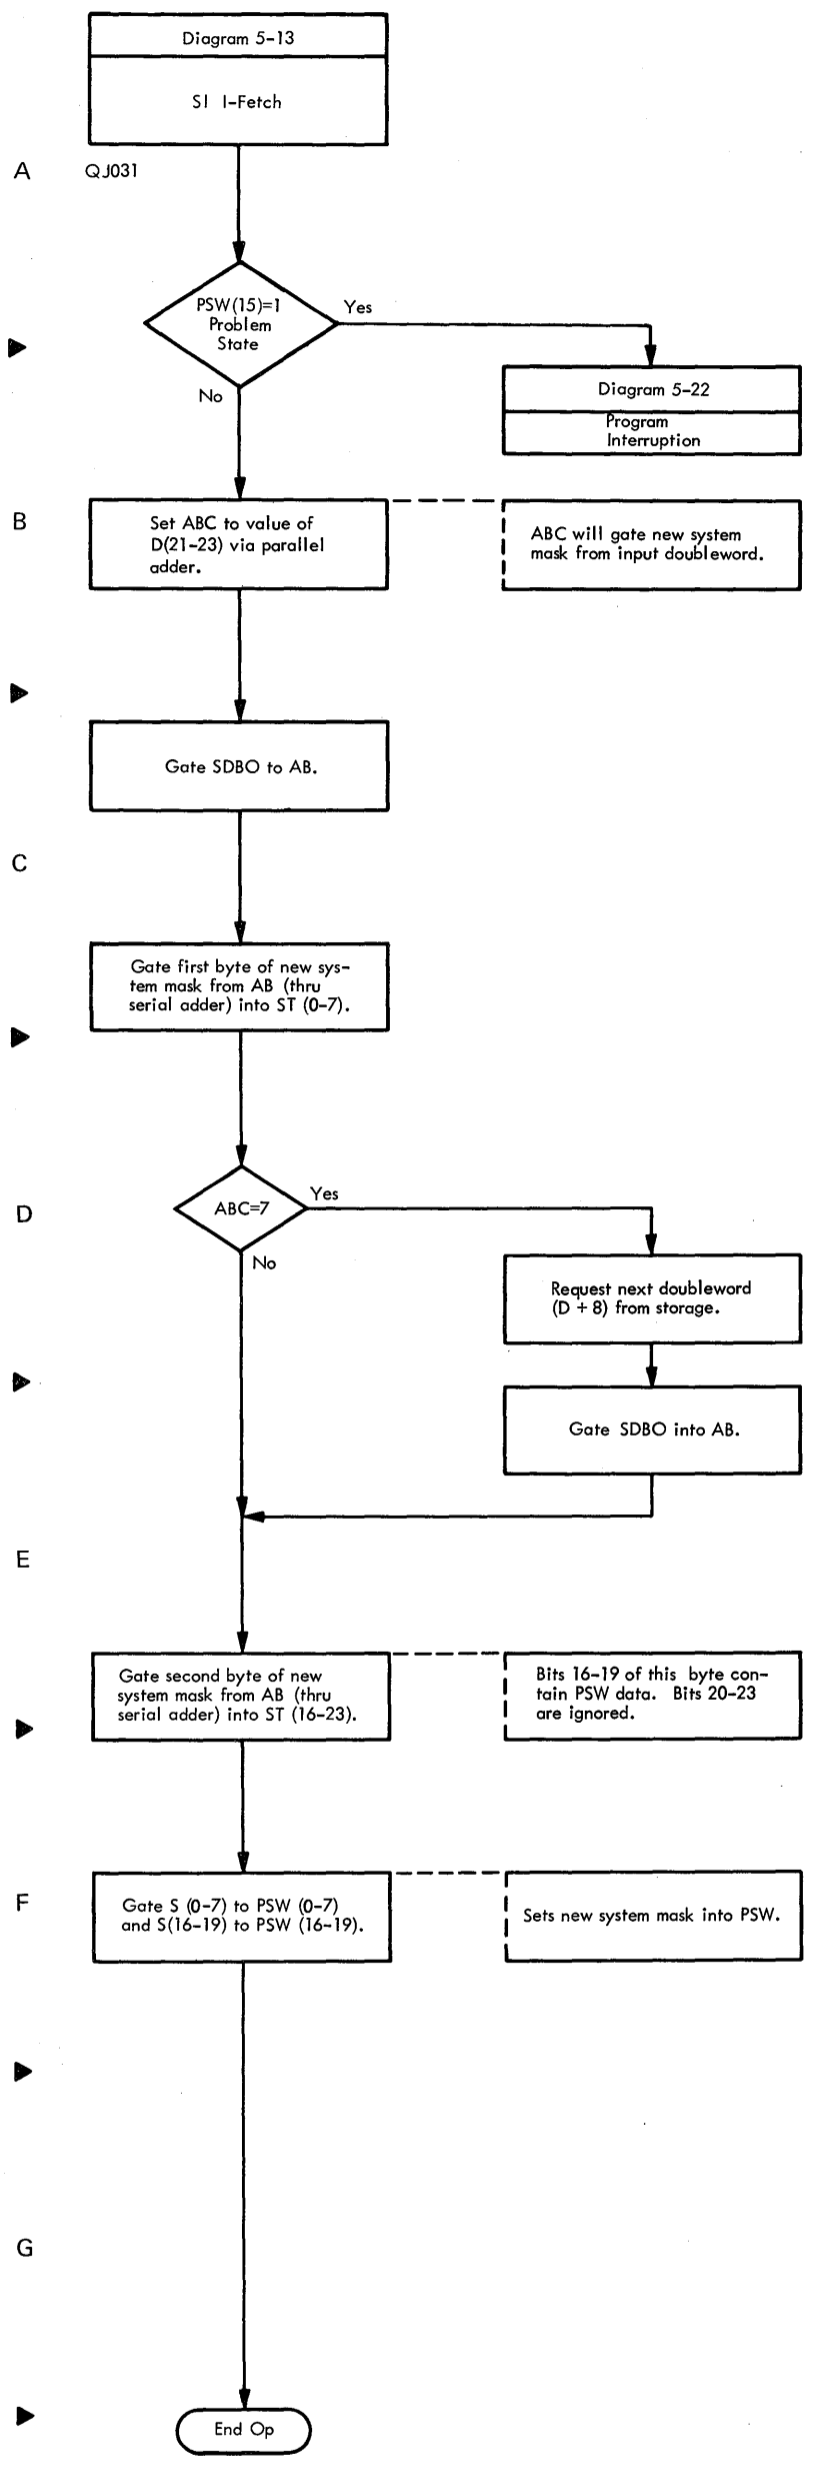 Diagram 5-13
SI I-Fetch
A
QJ031
PSW(15)=1
Problem
State
Yes
No
Diagram 5-22
Program
Interruption
B
Set ABC to value of
D(21-23) via parallel
adder.
ABC will gate new system
mask from input doubleword.
Gate SDBO to AB.
C
Gate first byte of new sys-
tem mask from AB (thru
serial adder) into ST (0-7).
D
ABC=7
Yes
No
Request next doubleword
(D + 8) from storage.
Gate SDBO into AB.
E
Gate second byte of new
system mask from AB (thru
serial adder) into ST (16-23).
Bits 16-19 of this byte con-
tain PSW data. Bits 20-23
are ignored.
F
Gate S (0-7) to PSW (0-7)
and S(16-19) to PSW (16-19).
Sets new system mask into PSW.
G
End Op